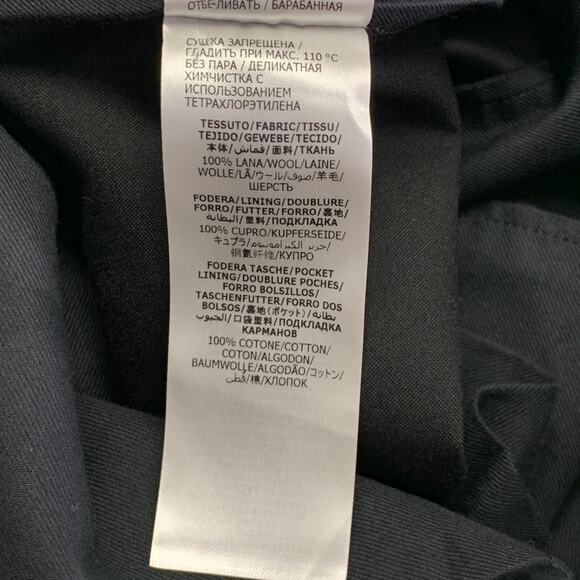 ОТБЕЛИВАТЬ / БАРАБАННАЯ
СУШКА ЗАПРЕЩЕНА /
ГЛАДИТЬ ПРИ МАКС. 110 °C
БЕЗ ПАРА / ДЕЛИКАТНАЯ
ХИМЧИСТКА С
ИСПОЛЬЗОВАНИЕМ
ТЕТРАХЛОРЭТИЛЕНА
TESSUTO/FABRIC/TISSU/
TEJIDO/GEWEBE/TECIDO/
本体/قماش/面料/ТКАНЬ
100% LANA/WOOL/LAINE/
WOLLE/LÃ/ウール/صوف/羊毛/
ШЕРСТЬ
FODERA/LINING/DOUBLURE/
FORRO/FUTTER/FORRO/裏地/
البطانة/里料/ПОДКЛАДКА
100% CUPRO/KUPFERSEIDE/
キュプラ/حرير الكبرامونيوم/
铜氨纤维/КУПРО
FODERA TASCHE/POCKET
LINING/DOUBLURE POCHES/
FORRO BOLSILLOS/
TASCHENFUTTER/FORRO DOS
BOLSOS/裏地(ポケット)/بطانة
الجيوب/口袋里料/ПОДКЛАДКА
КАРМАНОВ
100% COTONE/COTTON/
COTON/ALGODON/
BAUMWOLLE/ALGODÃO/コットン/
قُطن/棉/ХЛОПОК